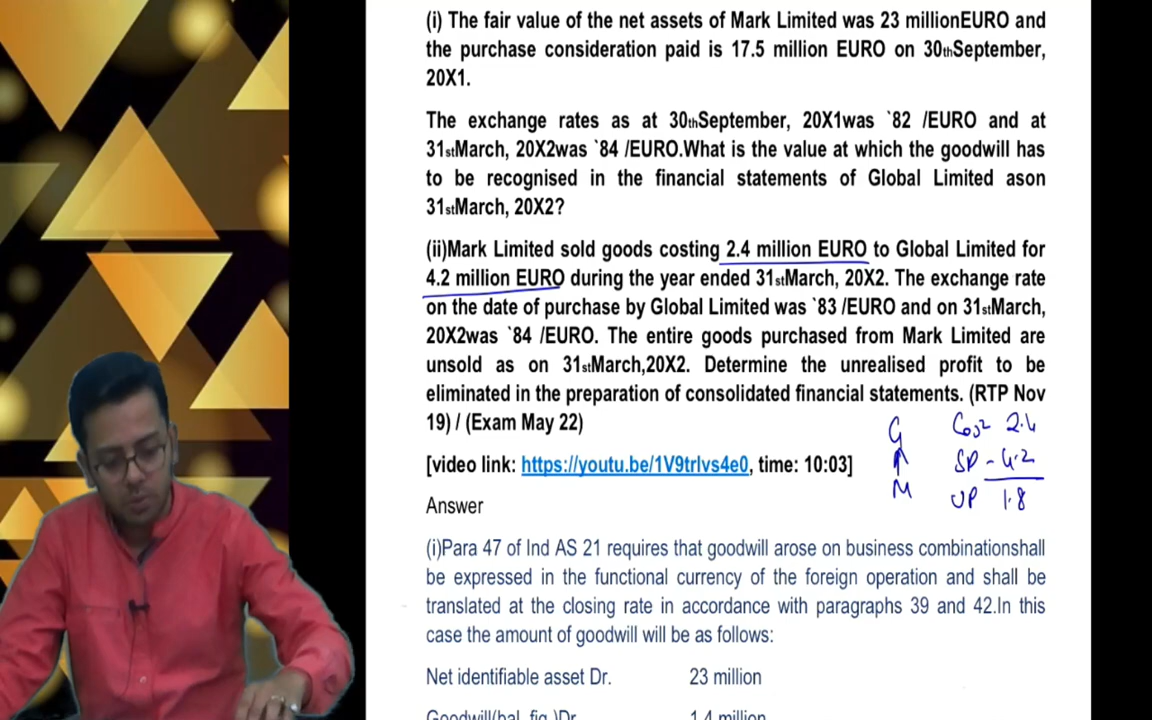 (i) The fair value of the net assets of Mark Limited was 23 millionEURO and
the purchase consideration paid is 17.5 million EURO on 30thSeptember,
20X1.
The exchange rates as at 30thSeptember, 20X1was `82 /EURO and at
31stMarch, 20X2was `84 /EURO.What is the value at which the goodwill has
to be recognised in the financial statements of Global Limited ason
31stMarch, 20X2?
(ii)Mark Limited sold goods costing 2.4 million EURO to Global Limited for
4.2 million EURO during the year ended 31stMarch, 20X2. The exchange rate
on the date of purchase by Global Limited was `83 /EURO and on 31stMarch,
20X2was `84 /EURO. The entire goods purchased from Mark Limited are
unsold as on 31stMarch,20X2. Determine the unrealised profit to be
eliminated in the preparation of consolidated financial statements. (RTP Nov
19) / (Exam May 22)
G
↑
M
Cost 2.4
SP - 4.2
UP 1.8
[video link: https://youtu.be/1V9trlvs4e0, time: 10:03]
Answer
(i)Para 47 of Ind AS 21 requires that goodwill arose on business combinationshall
be expressed in the functional currency of the foreign operation and shall be
translated at the closing rate in accordance with paragraphs 39 and 42.In this
case the amount of goodwill will be as follows:
Net identifiable asset Dr. 23 million
Goodwill(bal. fig.)Dr. 1.4 million